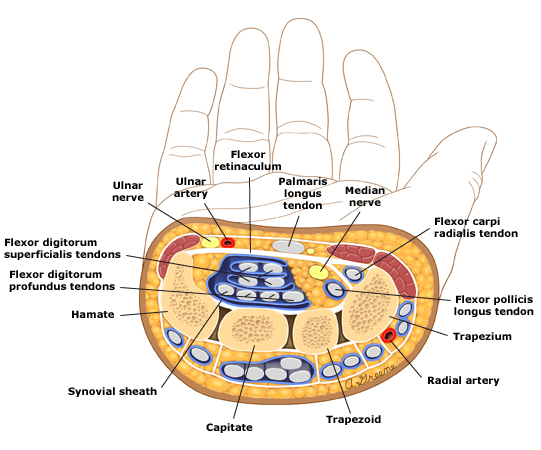 Flexor
retinaculum
Ulnar
nerve
Ulnar
artery
Palmaris
longus
tendon
Median
nerve
Flexor carpi
radialis tendon
Flexor digitorum
superficialis tendons
Flexor digitorum
profundus tendons
Hamate
Flexor pollicis
longus tendon
Trapezium
Synovial sheath
Radial artery
Capitate
Trapezoid
A. Greene